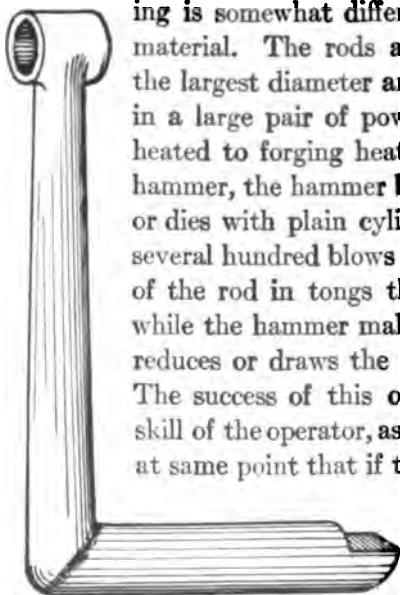 ing is somewhat differ
material. The rods a
the largest diameter a
in a large pair of pow
heated to forging heat
hammer, the hammer
or dies with plain cyli
several hundred blows
of the rod in tongs t
while the hammer mal
reduces or draws the
The success of this o
skill of the operator, as
at same point that if t